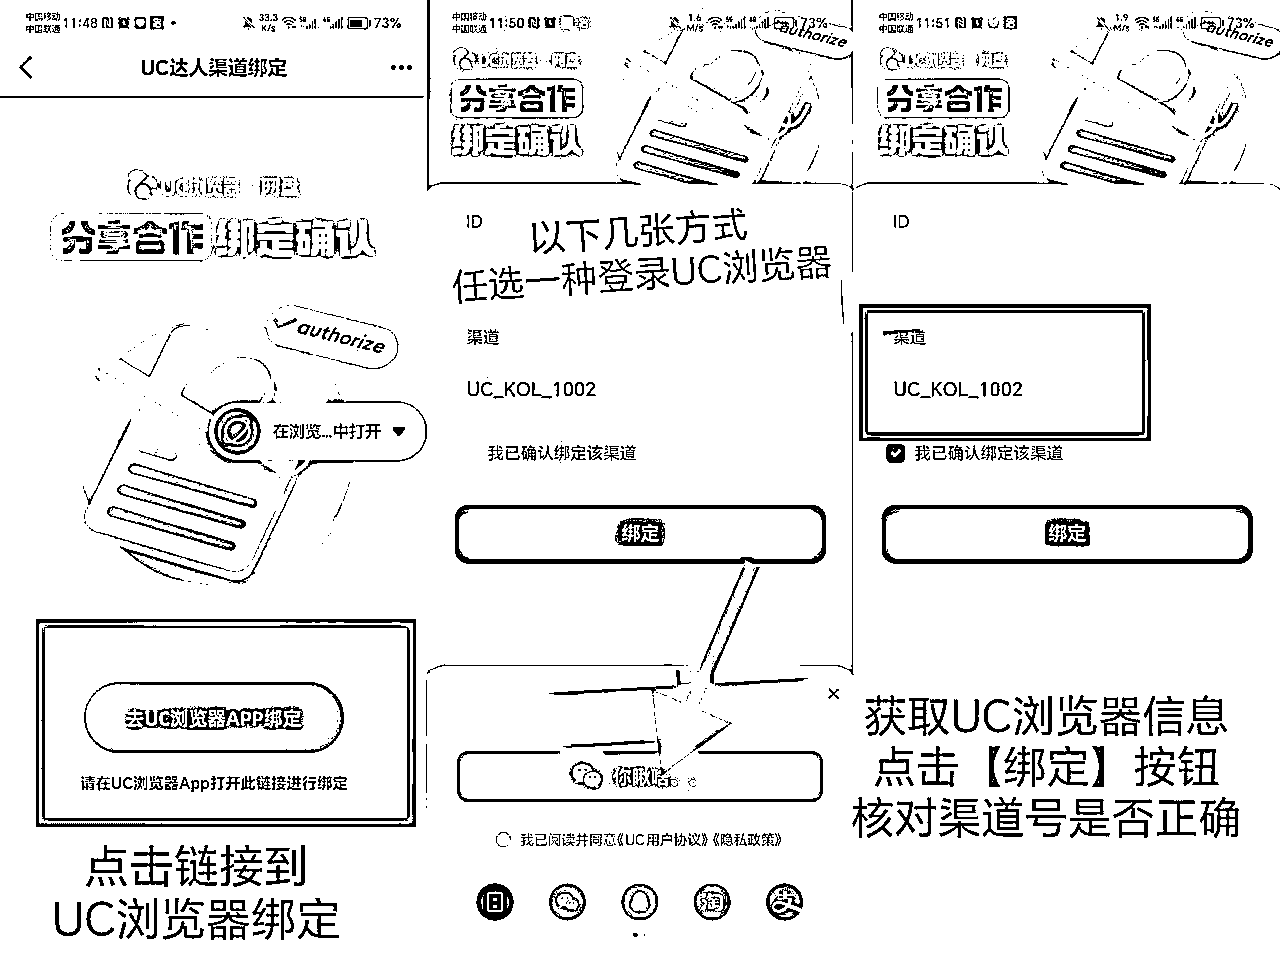 中国移动
中国联通
11:48
33.3
K/s
73%
UC达人渠道绑定
UC浏览器 网盘
分享合作 绑定确认
authorize
在浏览...中打开
去UC浏览器APP绑定
请在UC浏览器App打开此链接进行绑定
点击链接到
UC浏览器绑定
中国移动
中国联通
11:50
1.6
M/s
73%
authorize
UC浏览器 网盘
分享合作
绑定确认
ID
以下几张方式
任选一种登录UC浏览器
渠道
UC_KOL_1002
我已确认绑定该渠道
绑定
我已阅读并同意《UC用户协议》《隐私政策》
淘
支
中国移动
中国联通
11:51
1.9
M/s
73%
authorize
UC浏览器 网盘
分享合作
绑定确认
ID
渠道
UC_KOL_1002
我已确认绑定该渠道
绑定
获取UC浏览器信息
点击【绑定】按钮
核对渠道号是否正确